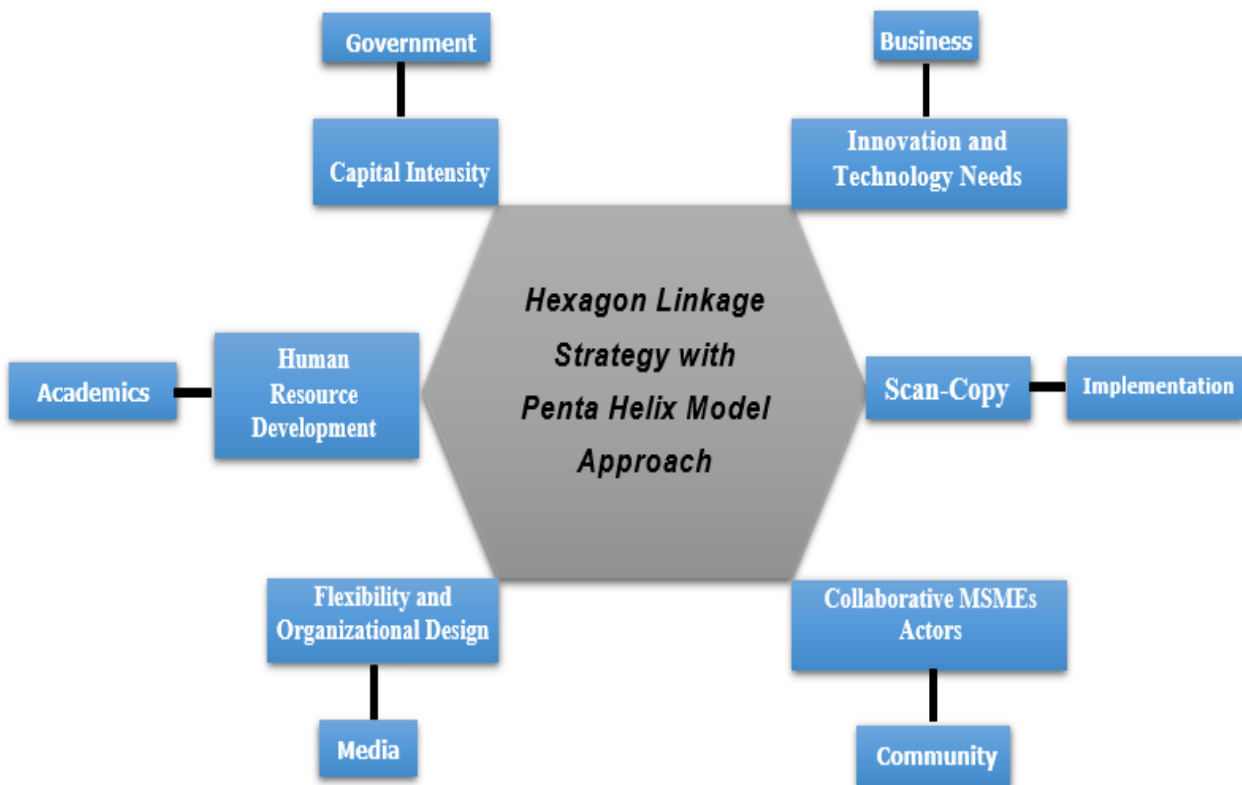 Government
Business
Capital Intensity
Innovation and
Technology Needs
Hexagon Linkage
Strategy with
Penta Helix Model
Approach
Academics
Human
Resource
Development
Scan-Copy
Implementation
Flexibility and
Organizational Design
Collaborative MSMEs
Actors
Media
Community